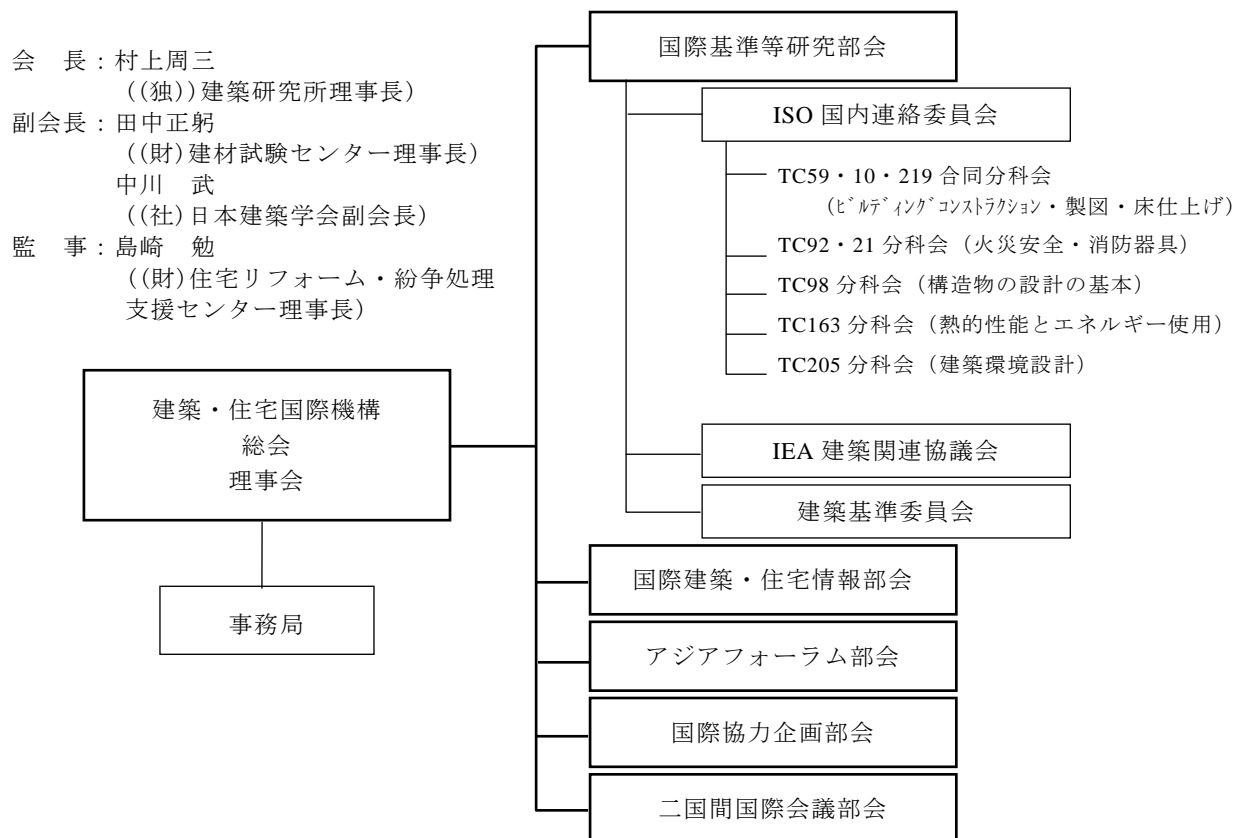 会　長：村上周三
((独))建築研究所理事長）
副会長：田中正躬
((財)建材試験センター理事長）
中川　武
((社)日本建築学会副会長）
監　事：島崎　勉
((財)住宅リフォーム・紛争処理
支援センター理事長）
建築・住宅国際機構
総会
理事会
事務局
国際基準等研究部会
ISO 国内連絡委員会
TC59・10・219 合同分科会
（ﾋﾞﾙﾃﾞｨﾝｸﾞｺﾝｽﾄﾗｸｼｮﾝ・製図・床仕上げ）
TC92・21 分科会（火災安全・消防器具）
TC98 分科会（構造物の設計の基本）
TC163 分科会（熱的性能とエネルギー使用）
TC205 分科会（建築環境設計）
IEA 建築関連協議会
建築基準委員会
国際建築・住宅情報部会
アジアフォーラム部会
国際協力企画部会
二国間国際会議部会